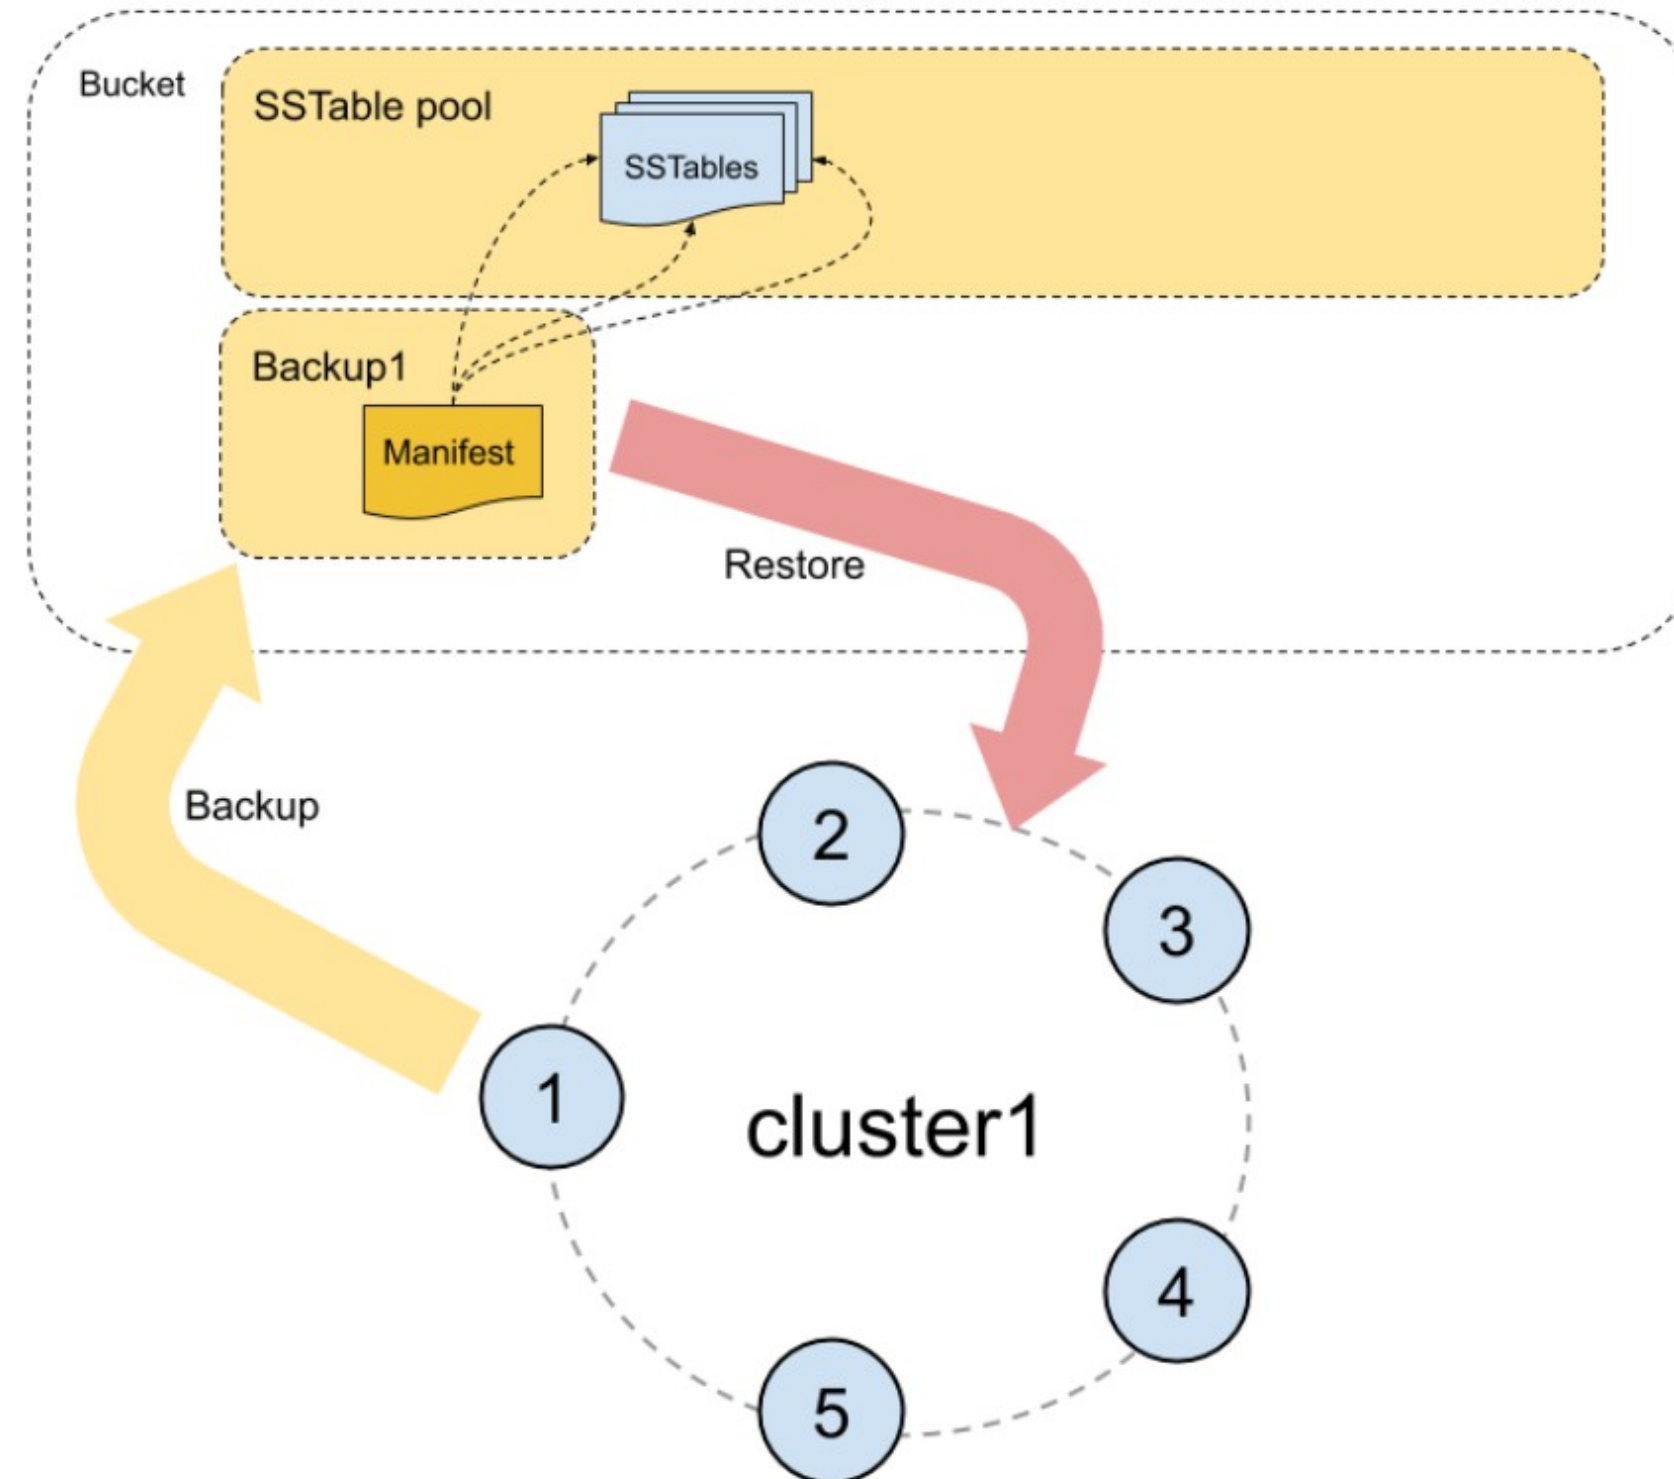 Bucket
SSTable pool
SSTables
Backup1
Manifest
Restore
Backup
2
3
1
cluster1
4
5